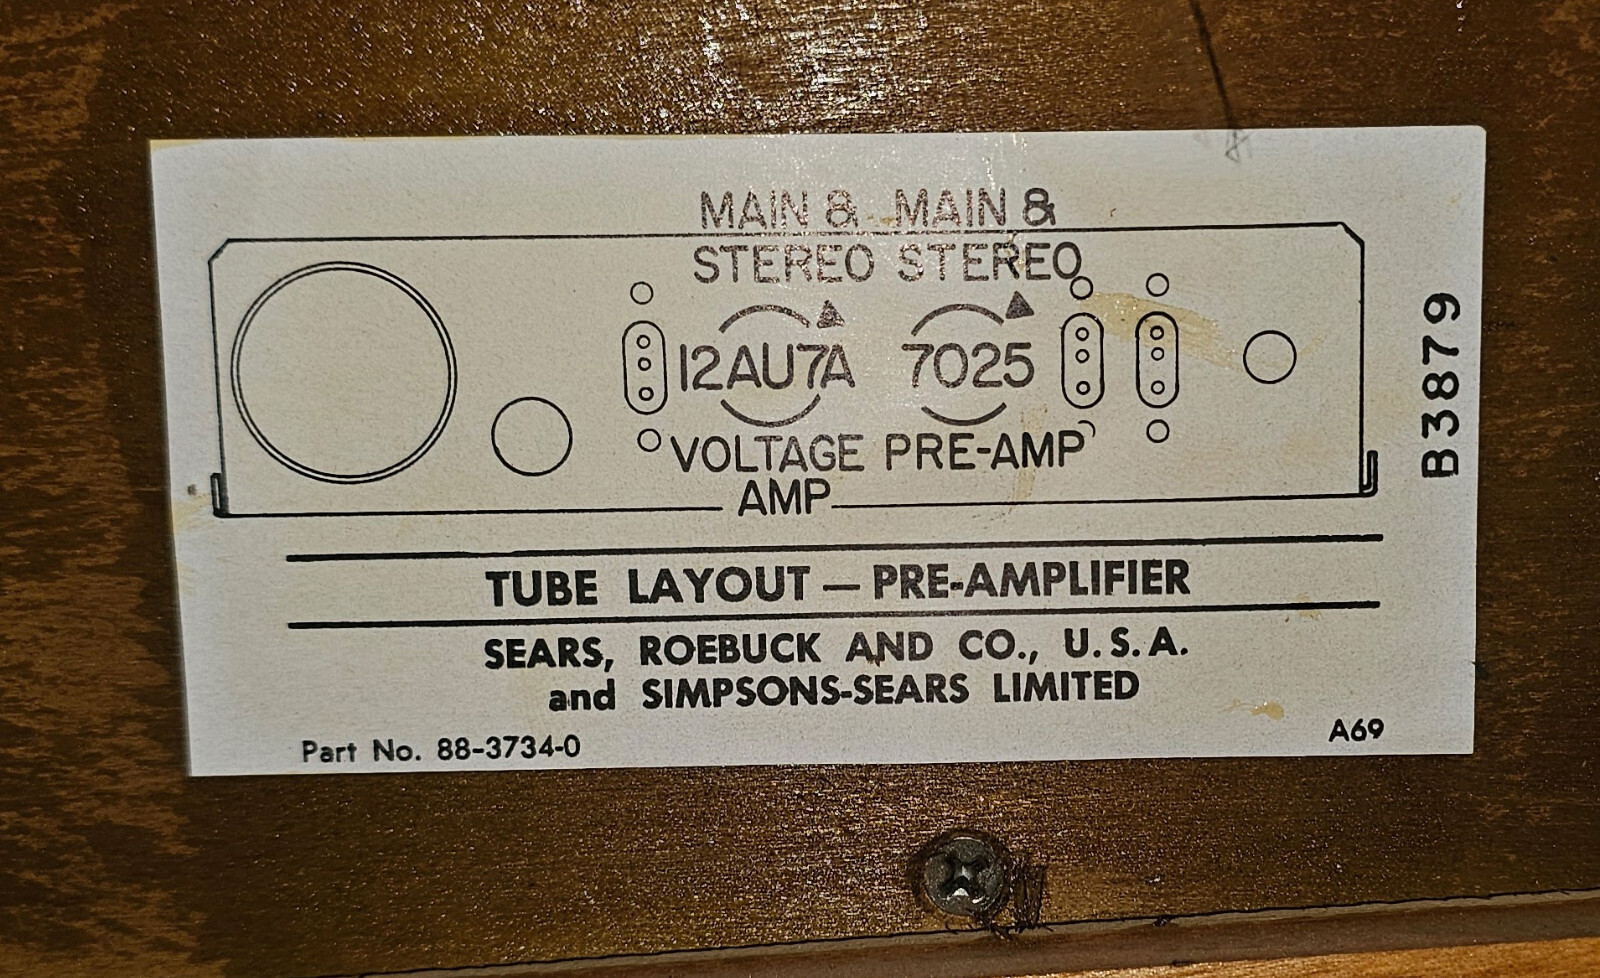 MAIN & MAIN &
STEREO STEREO
12AU7A 7025
VOLTAGE PRE-AMP
AMP
B3879
TUBE LAYOUT — PRE-AMPLIFIER
SEARS, ROEBUCK AND CO., U.S.A.
and SIMPSONS-SEARS LIMITED
Part No. 88-3734-0
A69